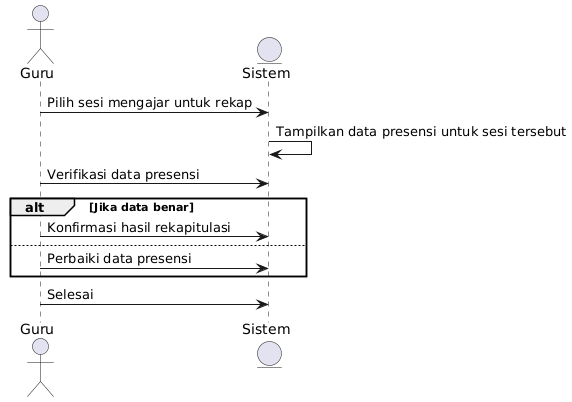 Guru
Sistem
Pilih sesi mengajar untuk rekap
Tampilkan data presensi untuk sesi tersebut
Verifikasi data presensi
alt [Jika data benar]
Konfirmasi hasil rekapitulasi
Perbaiki data presensi
Selesai
Guru
Sistem